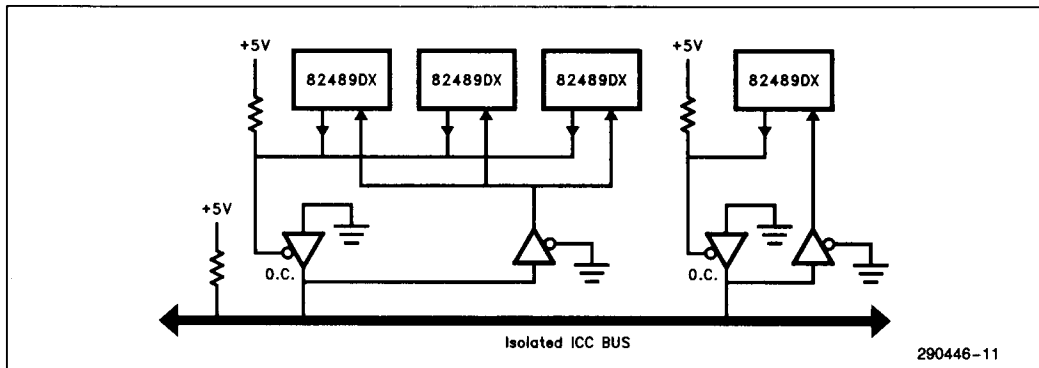 +5V
82489DX
82489DX
82489DX
+5V
82489DX
+5V
O.C.
O.C.
Isolated ICC BUS
290446-11